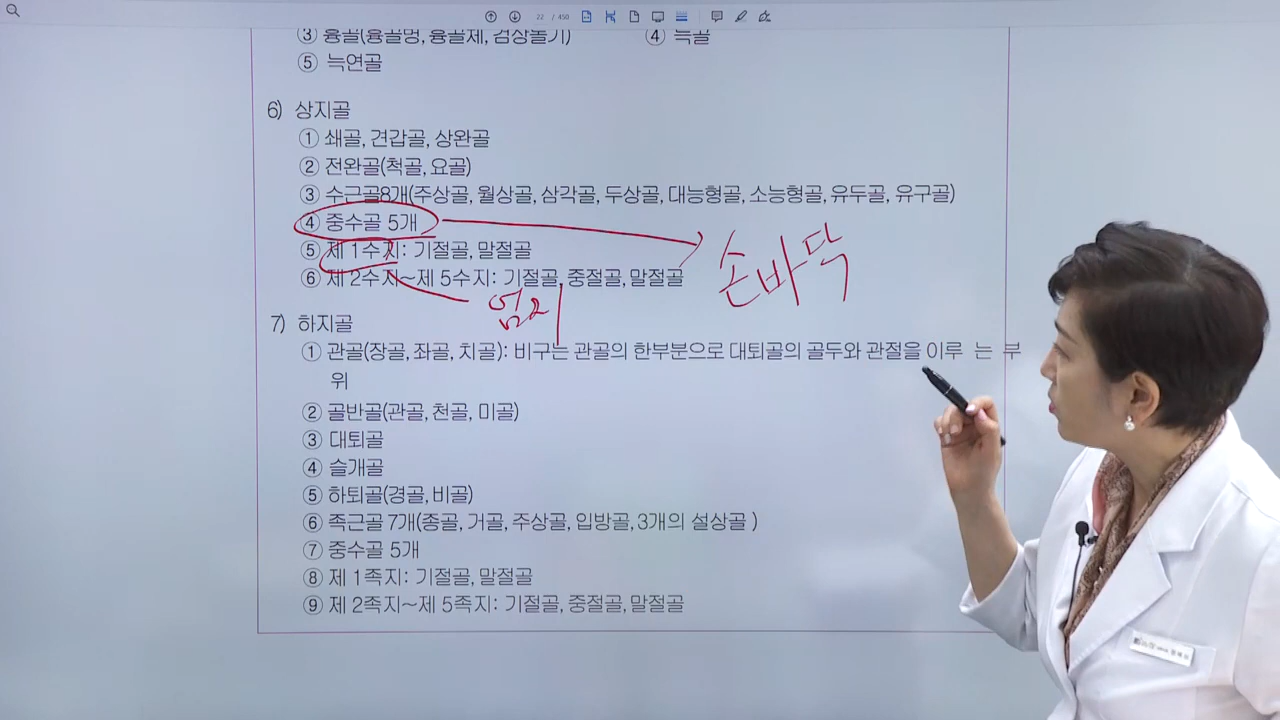 22 / 450
③ 흉골(흉골병, 흉골체, 검상돌기) ④ 늑골
⑤ 늑연골
6) 상지골
① 쇄골, 견갑골, 상완골
② 전완골(척골, 요골)
③ 수근골8개(주상골, 월상골, 삼각골, 두상골, 대능형골, 소능형골, 유두골, 유구골)
④ 중수골 5개
⑤ 제 1수지: 기절골, 말절골
⑥ 제 2수지~제 5수지: 기절골, 중절골, 말절골
손바닥
엄지
7) 하지골
① 관골(장골, 좌골, 치골): 비구는 관골의 한부분으로 대퇴골의 골두와 관절을 이루 는 부
위
② 골반골(관골, 천골, 미골)
③ 대퇴골
④ 슬개골
⑤ 하퇴골(경골, 비골)
⑥ 족근골 7개(종골, 거골, 주상골, 입방골, 3개의 설상골 )
⑦ 중수골 5개
⑧ 제 1족지: 기절골, 말절골
⑨ 제 2족지~제 5족지: 기절골, 중절골, 말절골